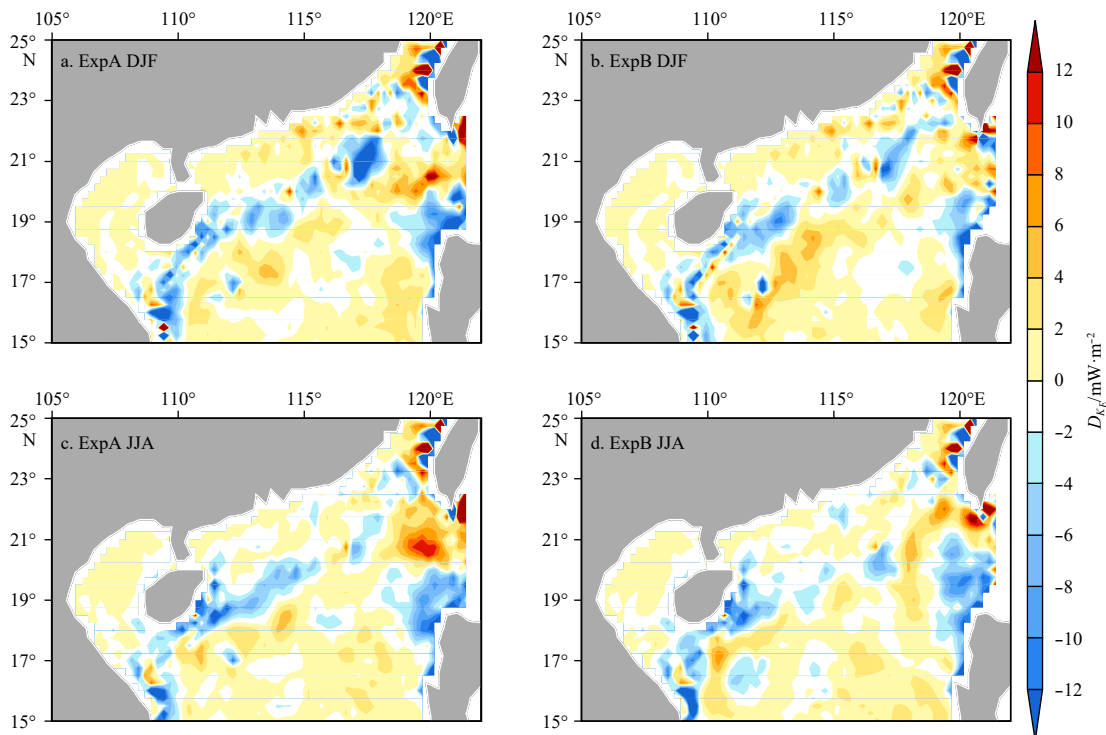 105° 110° 115° 120°E
25°
N
23°
21°
19°
17°
15°
a. ExpA DJF
105° 110° 115° 120°E
25°
N
23°
21°
19°
17°
15°
b. ExpB DJF
105° 110° 115° 120°E
25°
N
23°
21°
19°
17°
15°
c. ExpA JJA
105° 110° 115° 120°E
25°
N
23°
21°
19°
17°
15°
d. ExpB JJA
12
10
8
6
4
2
0
−2
−4
−6
−8
−10
−12
D_{K_E}/mW·m⁻²